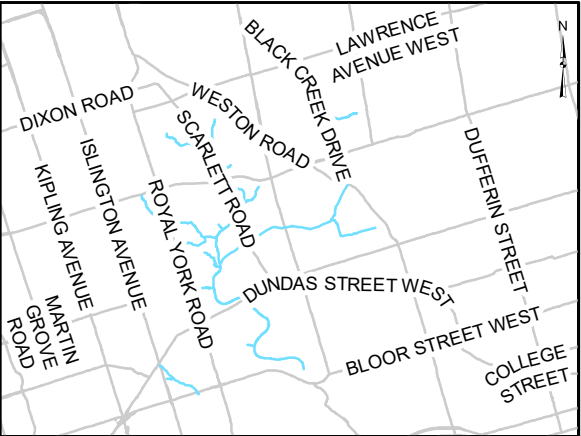 BLACK CREEK DRIVE
LAWRENCE
AVENUE WEST
N
DIXON ROAD
WESTON ROAD
SCARLETT ROAD
DUFFERIN STREET
ISLINGTON AVENUE
KIPLING AVENUE
ROYAL YORK ROAD
DUNDAS STREET WEST
MARTIN
GROVE
ROAD
BLOOR STREET WEST
COLLEGE
STREET